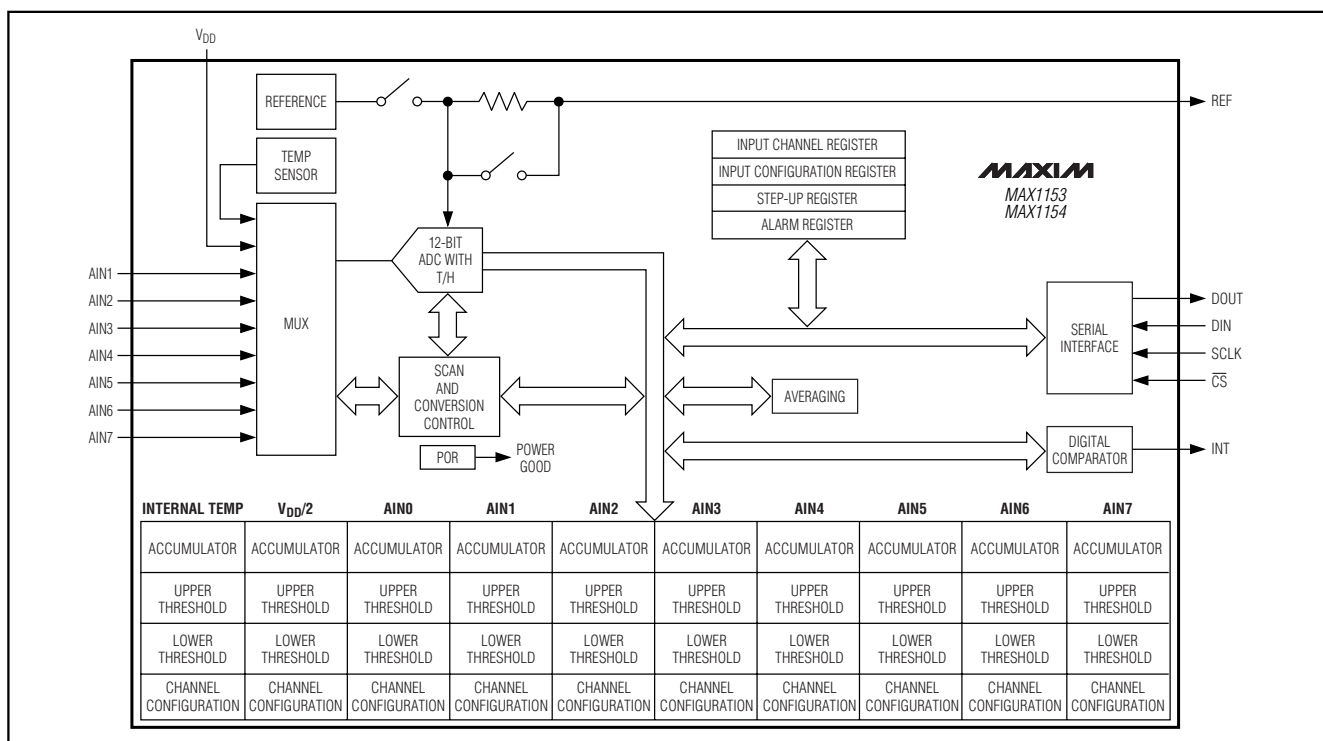 VDD
REFERENCE
REF
TEMP
SENSOR
INPUT CHANNEL REGISTER
INPUT CONFIGURATION REGISTER
STEP-UP REGISTER
ALARM REGISTER
MAXIM
MAX1153
MAX1154
12-BIT
ADC WITH
T/H
AIN1
AIN2
AIN3
AIN4
AIN5
AIN6
AIN7
MUX
SCAN
AND
CONVERSION
CONTROL
POR
POWER
GOOD
AVERAGING
SERIAL
INTERFACE
DOUT
DIN
SCLK
CS
DIGITAL
COMPARATOR
INT
INTERNAL TEMP VDD/2 AIN0 AIN1 AIN2 AIN3 AIN4 AIN5 AIN6 AIN7
ACCUMULATOR ACCUMULATOR ACCUMULATOR ACCUMULATOR ACCUMULATOR ACCUMULATOR ACCUMULATOR ACCUMULATOR ACCUMULATOR ACCUMULATOR
UPPER UPPER UPPER UPPER UPPER UPPER UPPER UPPER UPPER UPPER
THRESHOLD THRESHOLD THRESHOLD THRESHOLD THRESHOLD THRESHOLD THRESHOLD THRESHOLD THRESHOLD THRESHOLD
LOWER LOWER LOWER LOWER LOWER LOWER LOWER LOWER LOWER LOWER
THRESHOLD THRESHOLD THRESHOLD THRESHOLD THRESHOLD THRESHOLD THRESHOLD THRESHOLD THRESHOLD THRESHOLD
CHANNEL CHANNEL CHANNEL CHANNEL CHANNEL CHANNEL CHANNEL CHANNEL CHANNEL CHANNEL
CONFIGURATION CONFIGURATION CONFIGURATION CONFIGURATION CONFIGURATION CONFIGURATION CONFIGURATION CONFIGURATION CONFIGURATION CONFIGURATION